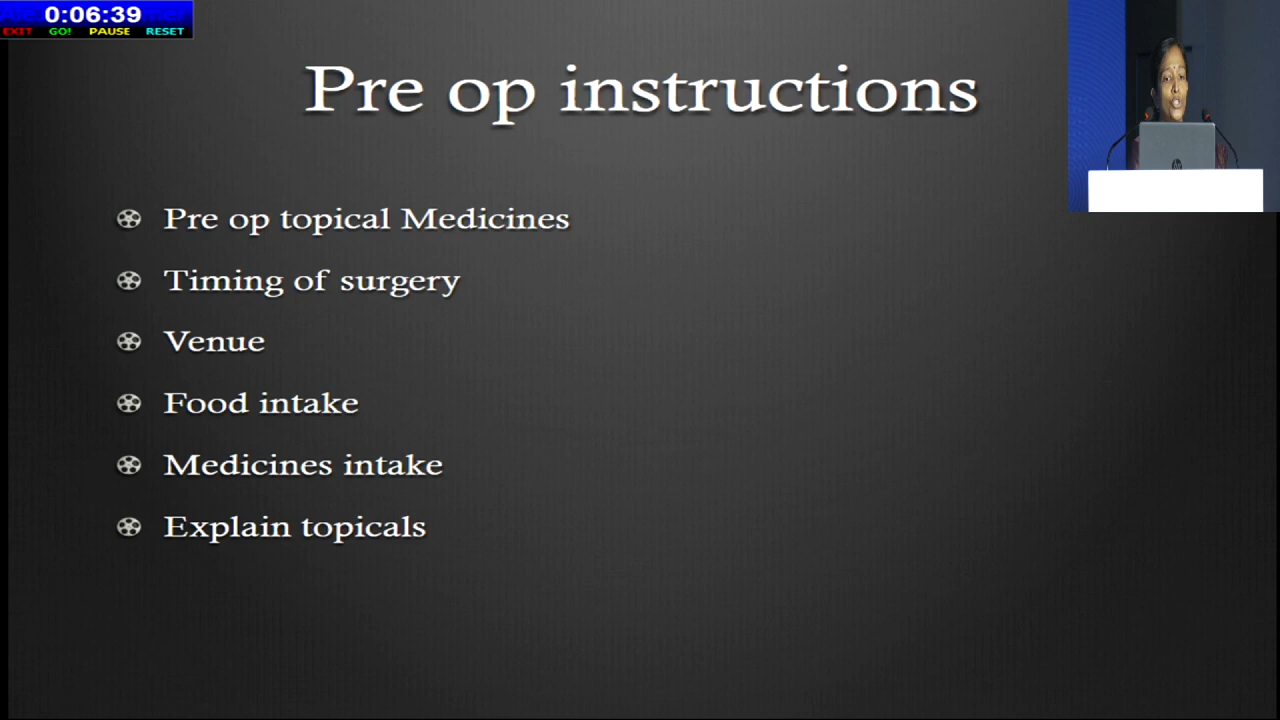 0:06:39
EXIT GO! PAUSE RESET
Pre op instructions
Pre op topical Medicines
Timing of surgery
Venue
Food intake
Medicines intake
Explain topicals
hp